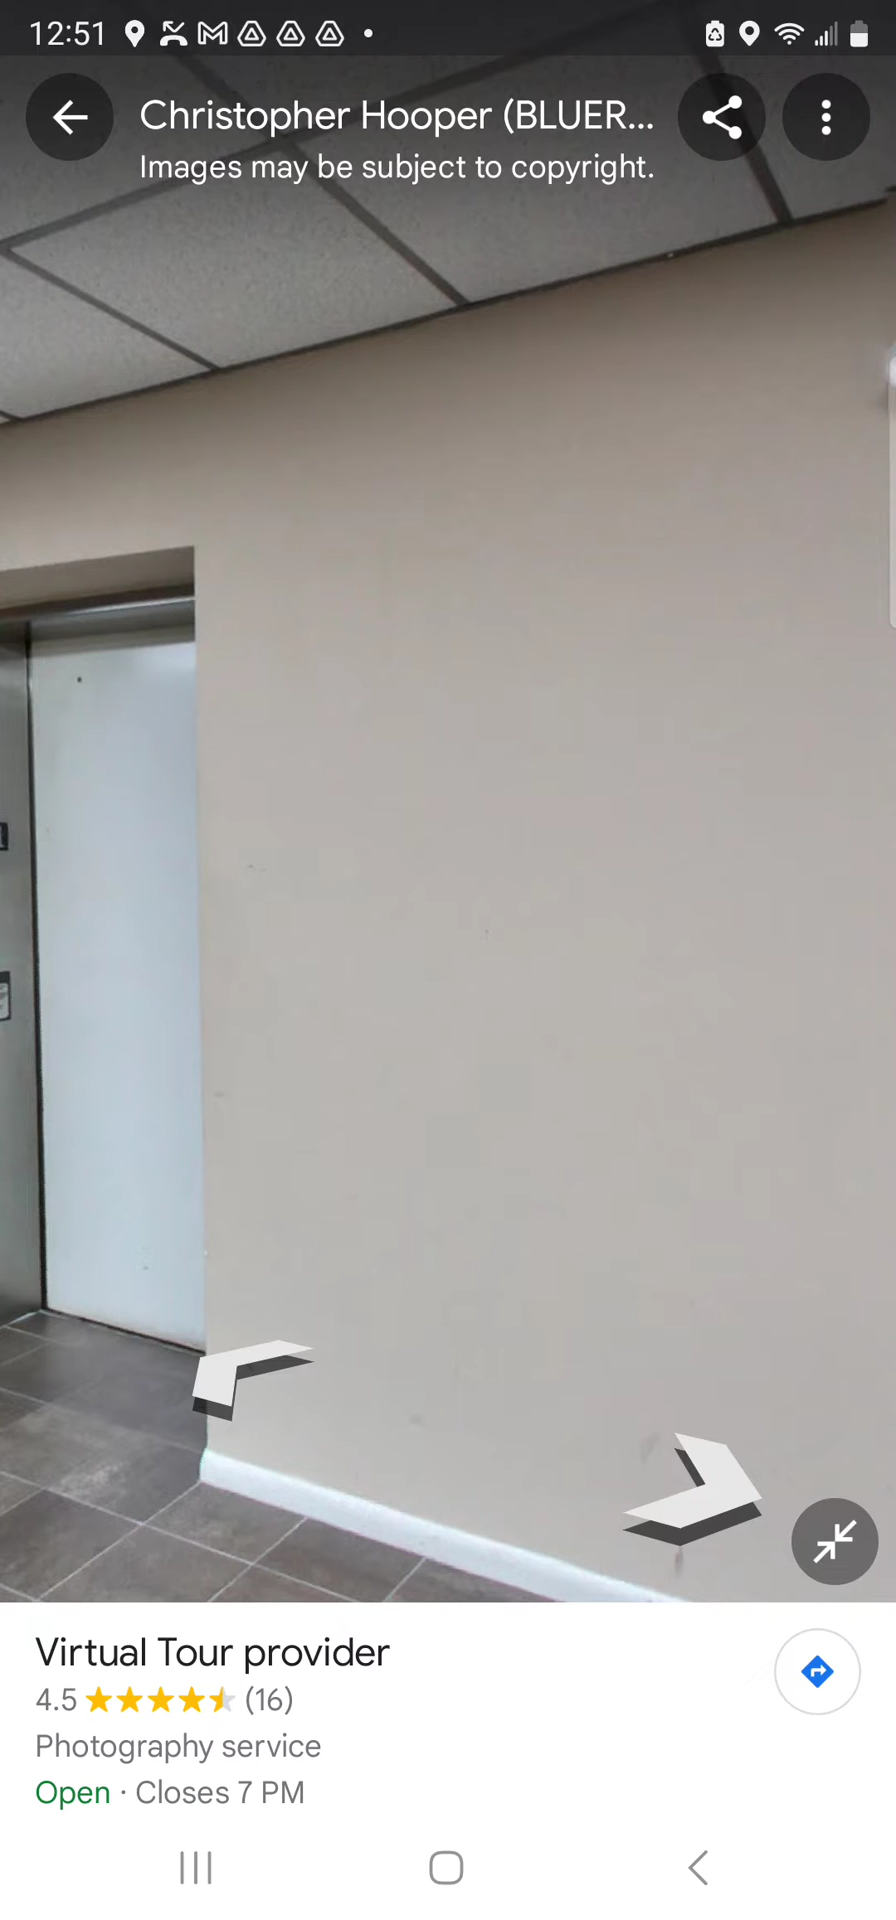 12:51
Christopher Hooper (BLUER...
Images may be subject to copyright.
Virtual Tour provider
4.5 (16)
Photography service
Open · Closes 7 PM